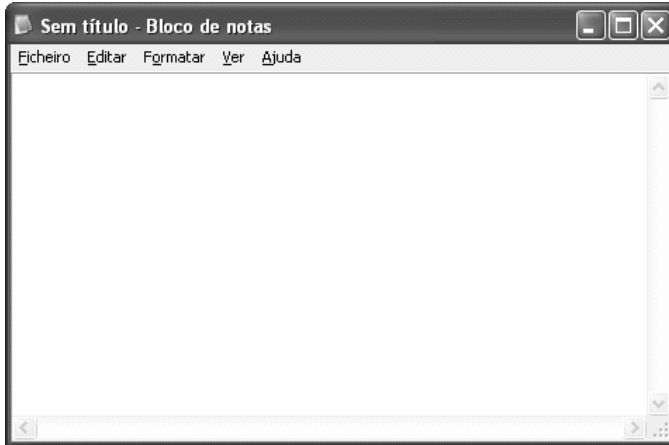 Sem título - Bloco de notas
Ficheiro Editar Formatar Ver Ajuda